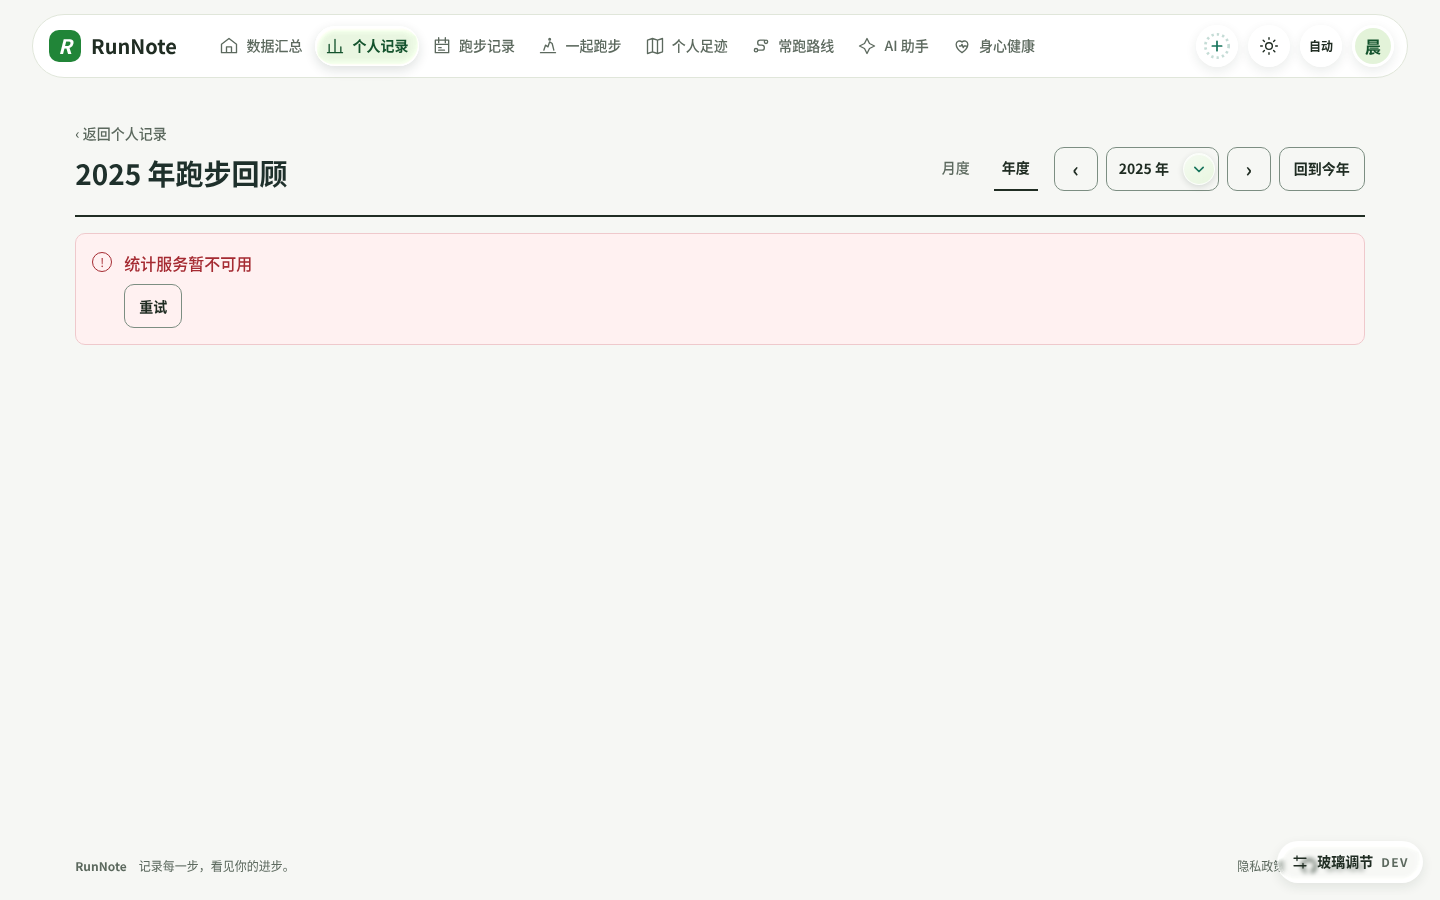 R RunNote 数据汇总 个人记录 跑步记录 一起跑步 个人足迹 常跑路线 AI 助手 身心健康 自动 晨
‹ 返回个人记录
2025 年跑步回顾
月度 年度 ‹ 2025 年 › 回到今年
统计服务暂不可用
重试
RunNote 记录每一步，看见你的进步。 隐私政
玻璃调节 DEV